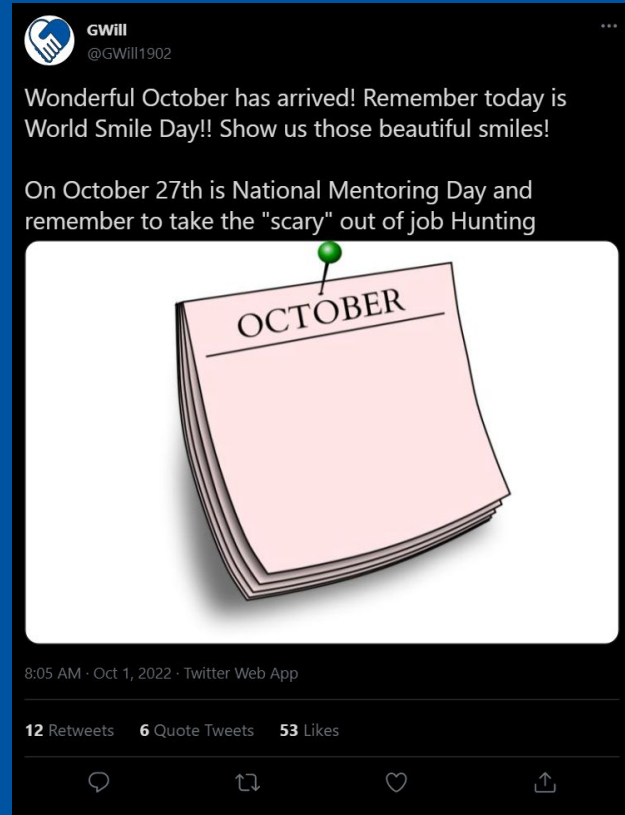 GWill
@GWill1902
Wonderful October has arrived! Remember today is
World Smile Day!! Show us those beautiful smiles!
On October 27th is National Mentoring Day and
remember to take the "scary" out of job Hunting
OCTOBER
8:05 AM · Oct 1, 2022 · Twitter Web App
12 Retweets 6 Quote Tweets 53 Likes